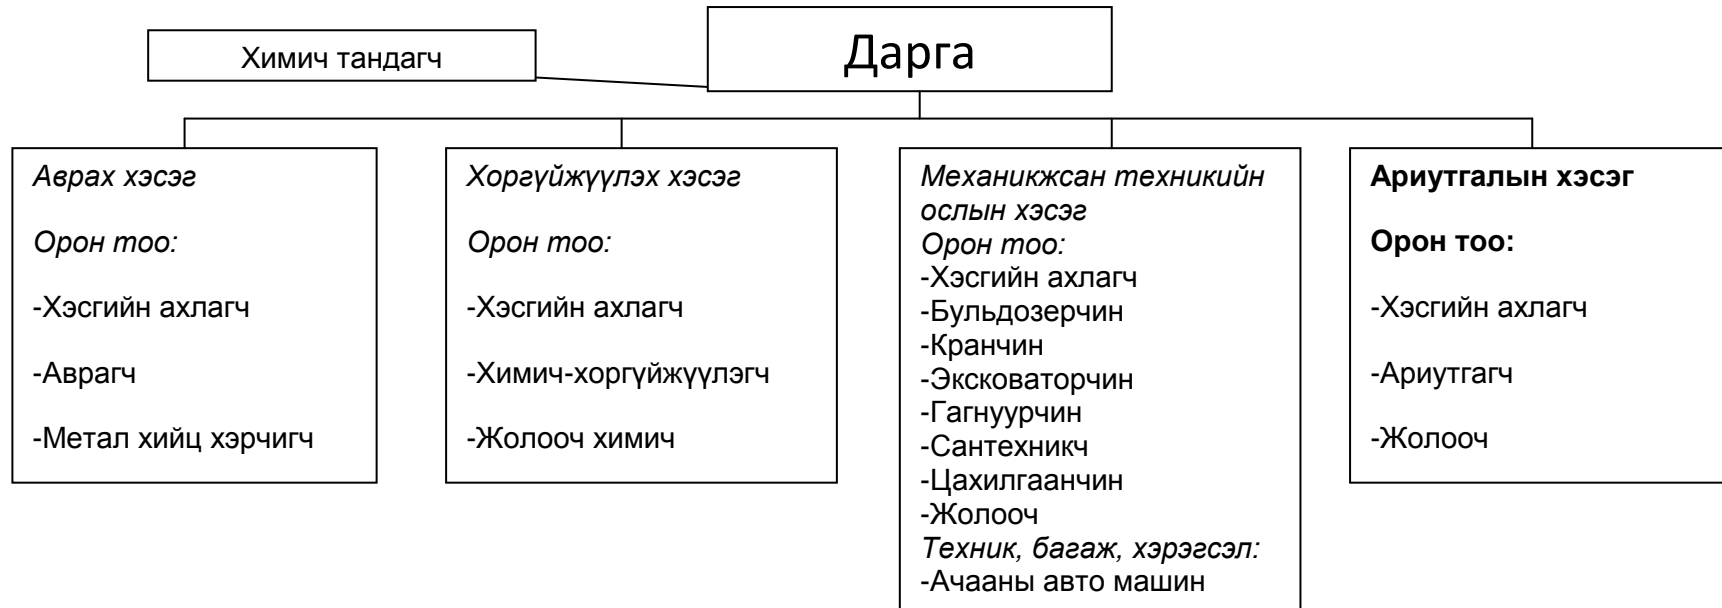 Химич тандагч
Дарга
Аврах хэсэг
Орон тоо:
-Хэсгийн ахлагч
-Аврагч
-Метал хийц хэрчигч
Хоргүйжүүлэх хэсэг
Орон тоо:
-Хэсгийн ахлагч
-Химич-хоргүйжүүлэгч
-Жолооч химич
Механикжсан техникийн
ослын хэсэг
Орон тоо:
-Хэсгийн ахлагч
-Бульдозерчин
-Кранчин
-Эксковаторчин
-Гагнуурчин
-Сантехникч
-Цахилгаанчин
-Жолооч
Техник, багаж, хэрэгсэл:
-Ачааны авто машин
Ариутгалын хэсэг
Орон тоо:
-Хэсгийн ахлагч
-Ариутгагч
-Жолооч